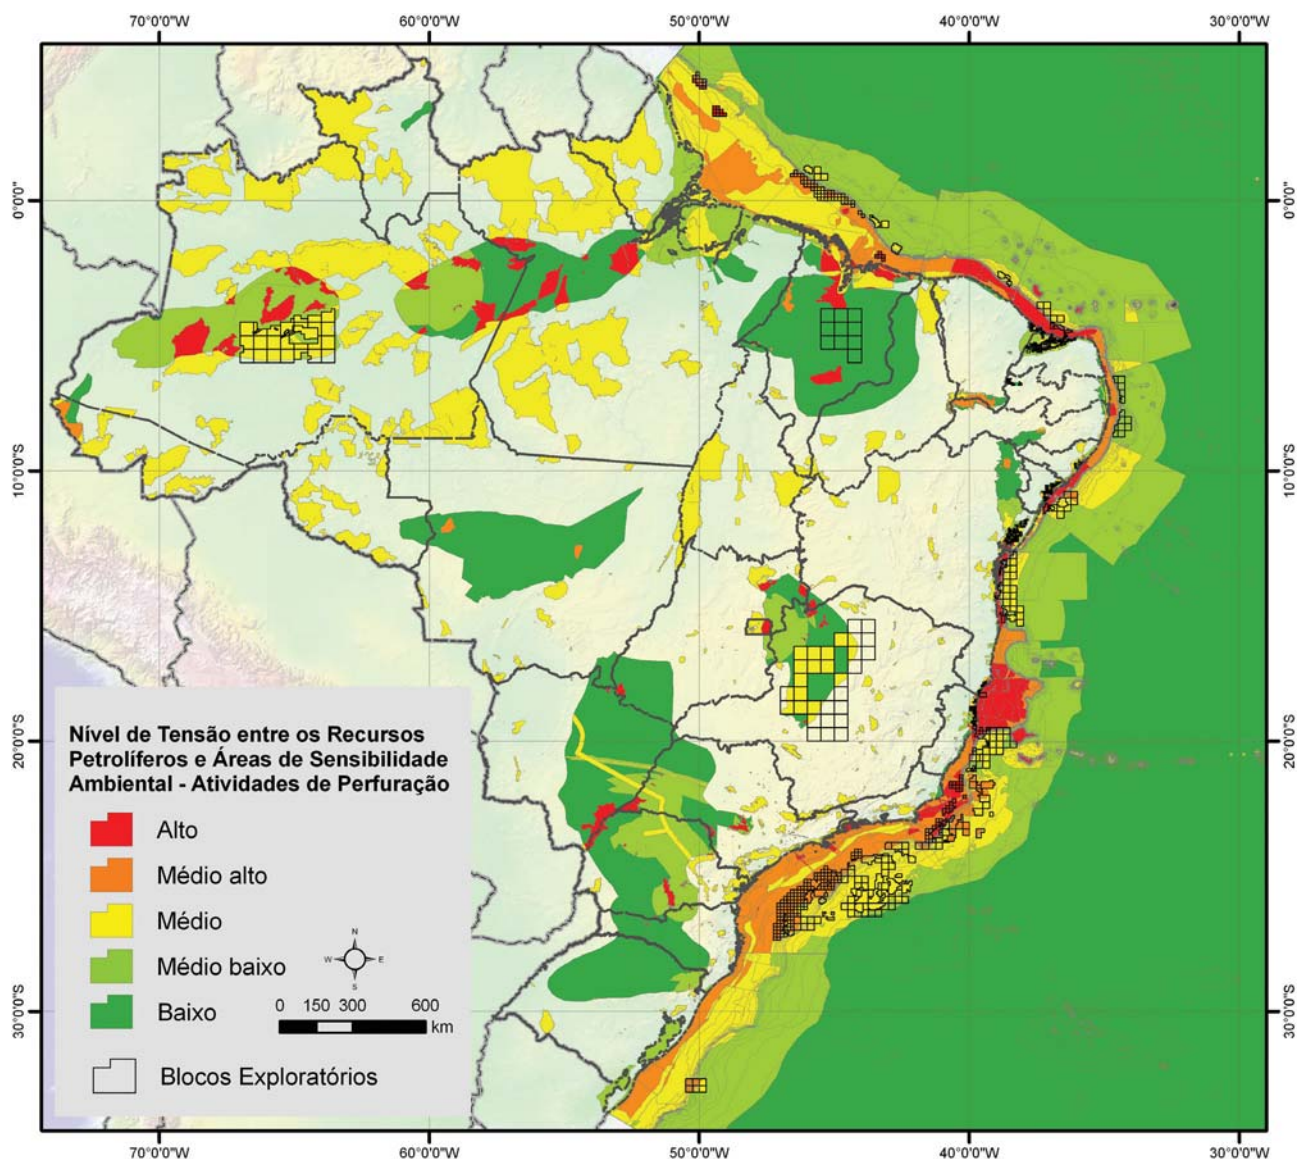 70°0'0"W 60°0'0"W 50°0'0"W 40°0'0"W 30°0'0"W
0°0'0" 0°0'0"
10°0'0"S 10°0'0"S
20°0'0"S 20°0'0"S
30°0'0"S 30°0'0"S
Nível de Tensão entre os Recursos
Petrolíferos e Áreas de Sensibilidade
Ambiental - Atividades de Perfuração
Alto
Médio alto
Médio
Médio baixo
Baixo
Blocos Exploratórios
N
W E
S
0 150 300 600
km
70°0'0"W 60°0'0"W 50°0'0"W 40°0'0"W 30°0'0"W